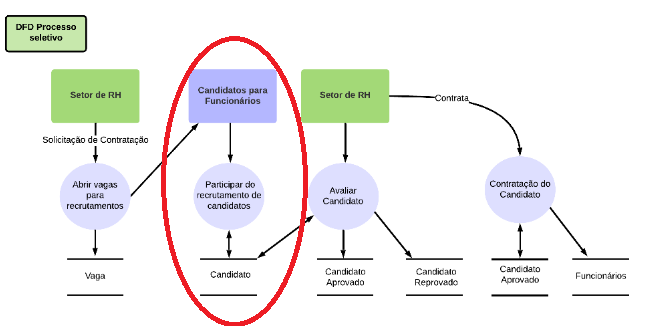 DFD Processo
seletivo
Setor de RH
Candidatos para
Funcionários
Setor de RH
Contrata
Solicitação de Contratação
Abrir vagas
para
recrutamentos
Participar do
recrutamento de
candidatos
Avaliar
Candidato
Contratação do
Candidato
Vaga
Candidato
Candidato
Aprovado
Candidato
Reprovado
Candidato
Aprovado
Funcionários